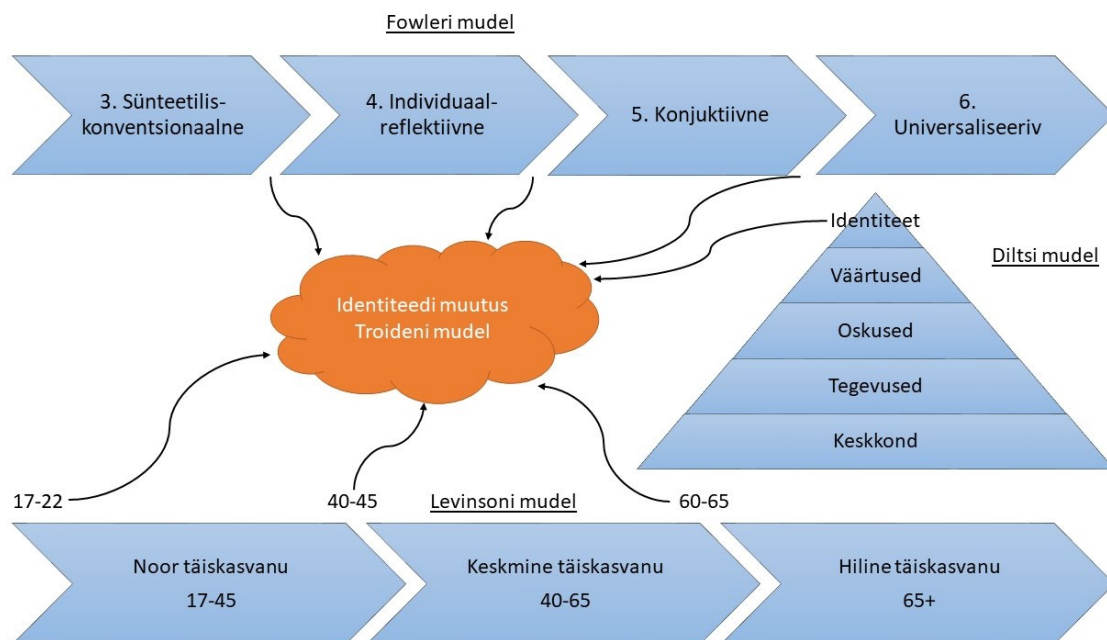 Fowleri mudel
3. Sünteetilis-
konventsionaalne
4. Individuaal-
reflektiivne
5. Konjuktiivne
6.
Universaliseeriv
Identiteet
Väärtused
Oskused
Tegevused
Keskkond
Diltsi mudel
Identiteedi muutus
Troideni mudel
17-22
40-45
Levinsoni mudel
60-65
Noor täiskasvanu
17-45
Keskmine täiskasvanu
40-65
Hiline täiskasvanu
65+